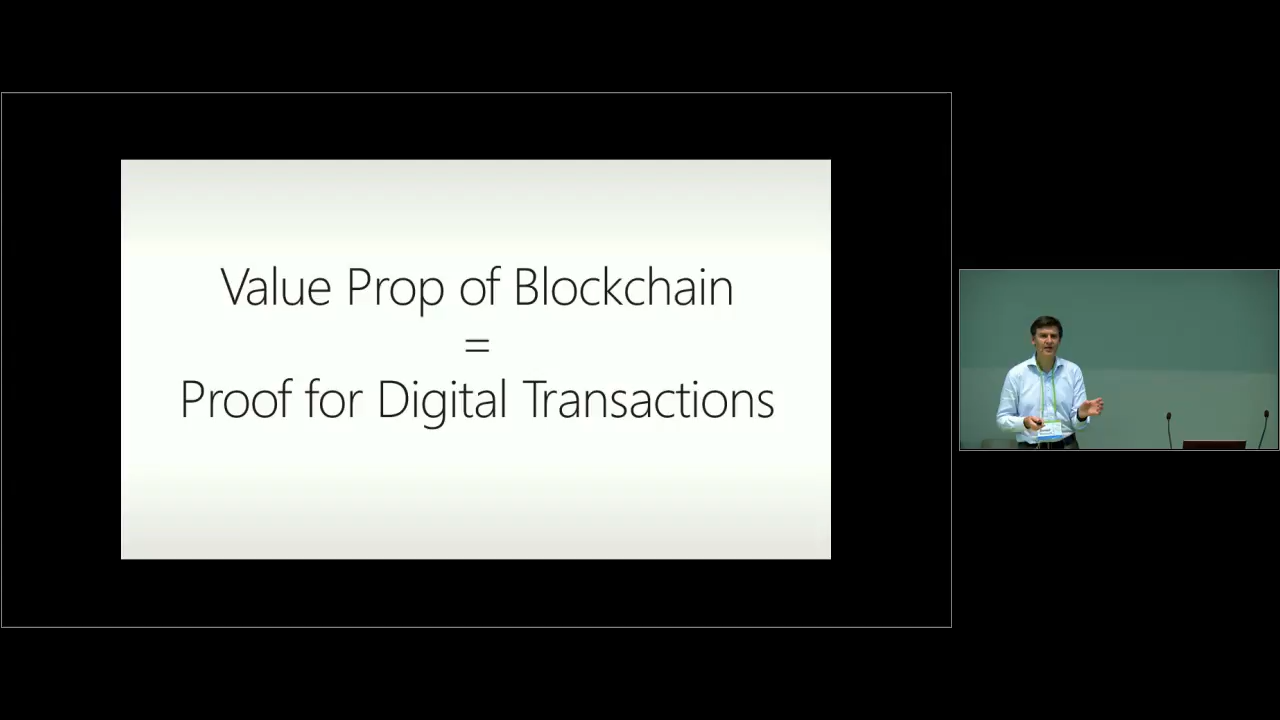 Value Prop of Blockchain
=
Proof for Digital Transactions